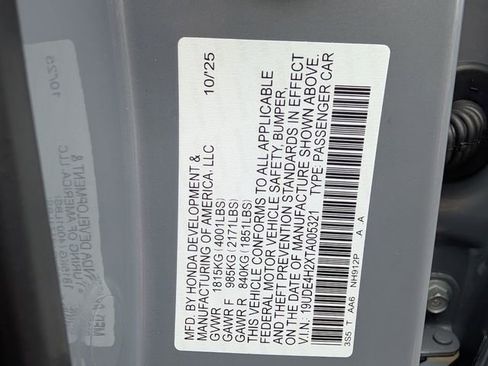 MFD. BY HONDA DEVELOPMENT &
MANUFACTURING OF AMERICA, LLC 10/25
GVWR 1815KG (4001LBS)
GAWR F 985KG (2171LBS)
GAWR R 840KG (1851LBS)
THIS VEHICLE CONFORMS TO ALL APPLICABLE
FEDERAL MOTOR VEHICLE SAFETY, BUMPER,
AND THEFT PREVENTION STANDARDS IN EFFECT
ON THE DATE OF MANUFACTURE SHOWN ABOVE.
V.I.N. 19UDE4H2XTA005321 TYPE: PASSENGER CAR
3S5 T AA6 NH912P A A